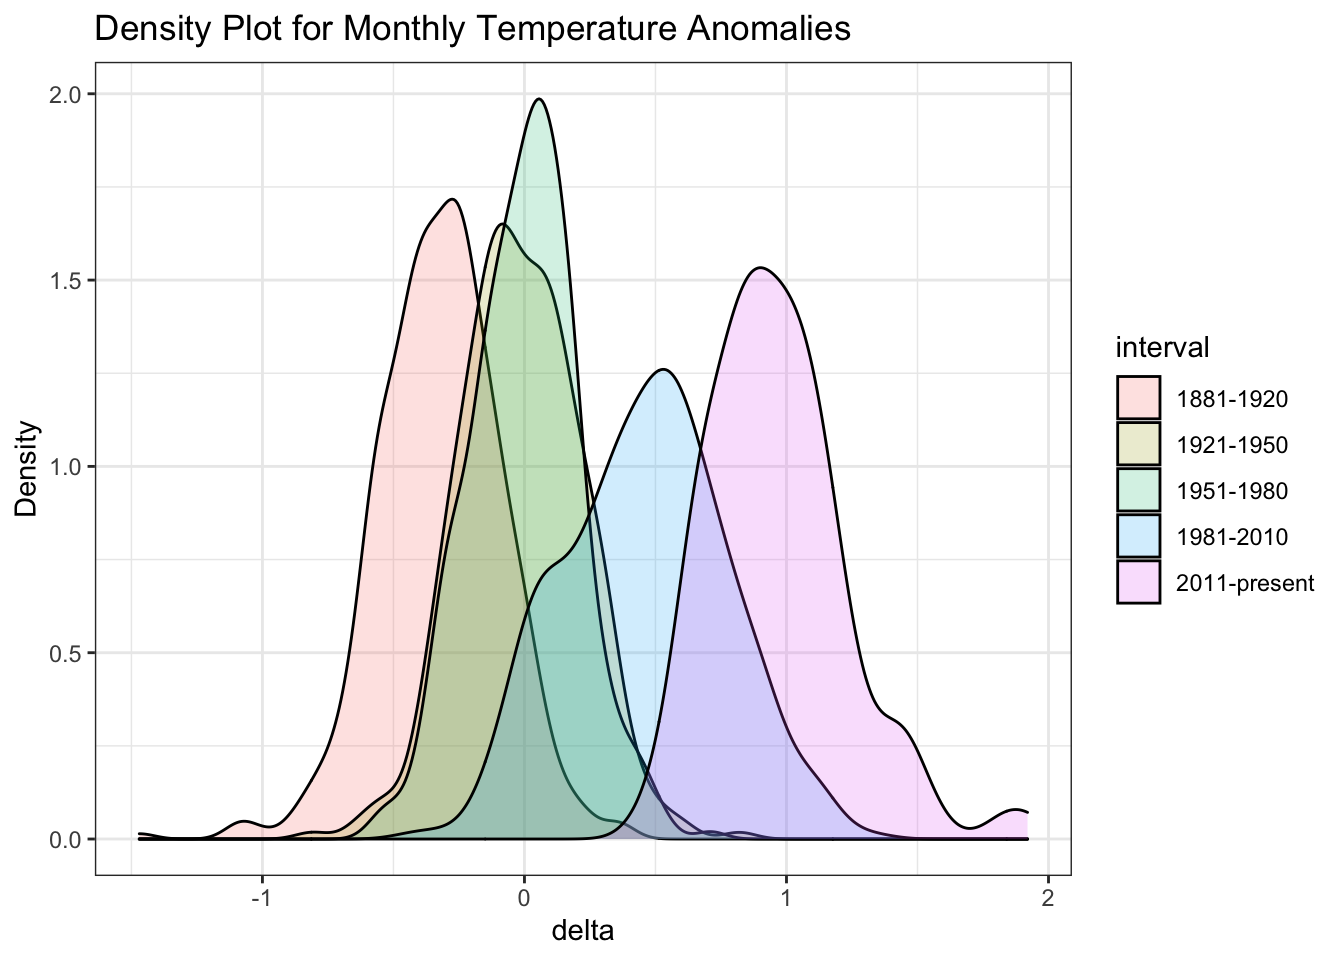 Density Plot for Monthly Temperature Anomalies
2.0
1.5
1.0
0.5
0.0
Density
-1 0 1 2
delta
interval
1881-1920
1921-1950
1951-1980
1981-2010
2011-present